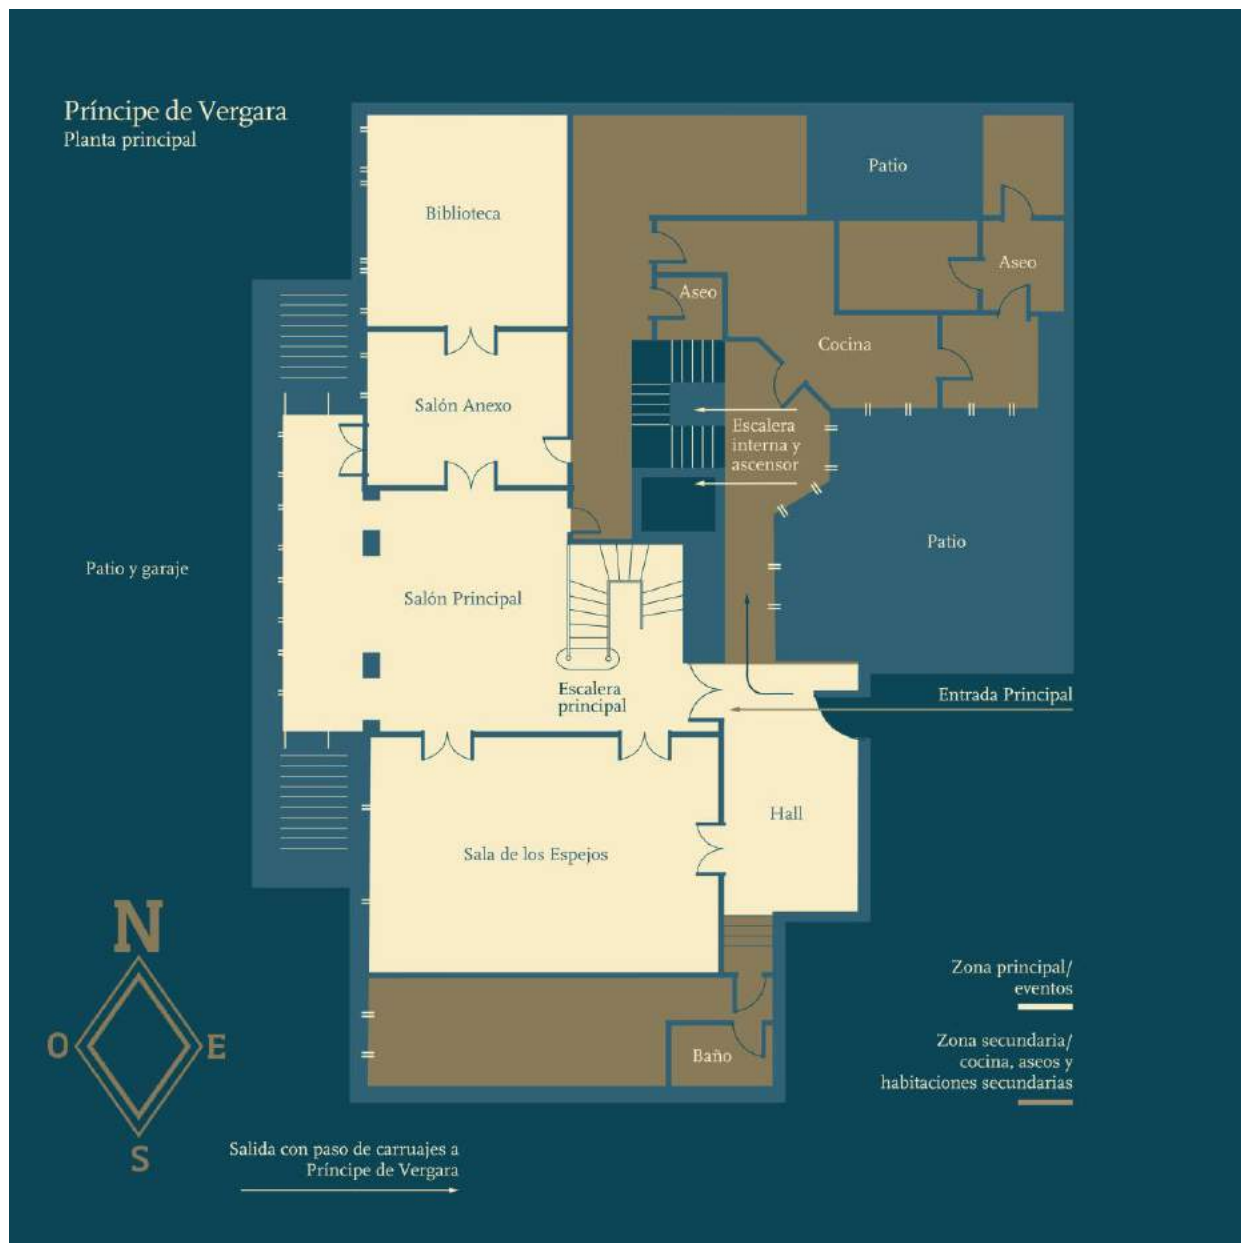 Príncipe de Vergara
Planta principal
Patio
Biblioteca
Aseo
Aseo
Cocina
Salón Anexo
Escalera
interna y
ascensor
Patio
Patio y garaje
Salón Principal
Escalera
principal
Entrada Principal
Hall
Sala de los Espejos
N
O
E
S
Zona principal/
eventos
Zona secundaria/
cocina, aseos y
habitaciones secundarias
Baño
Salida con paso de carruajes a
Príncipe de Vergara